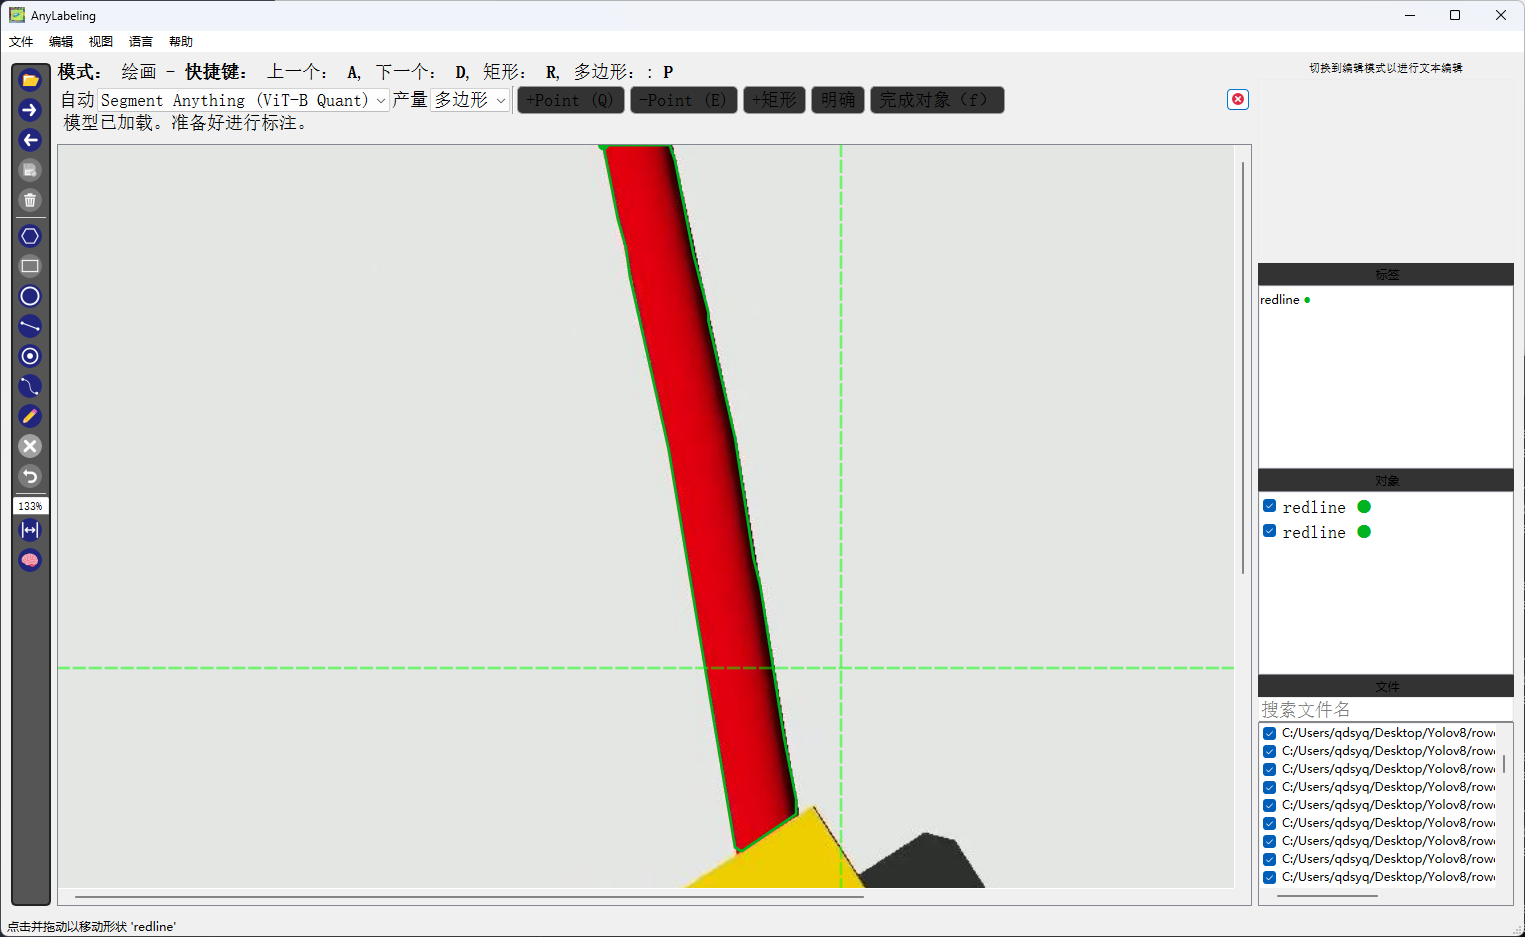 AnyLabeling
文件 编辑 视图 语言 帮助
模式： 绘画 - 快捷键： 上一个： A, 下一个： D, 矩形： R, 多边形：: P
自动 Segment Anything (ViT-B Quant) 产量 多边形 +Point (Q) -Point (E) +矩形 明确 完成对象（f）
模型已加载。准备好进行标注。
133%
切换到编辑模式以进行文本编辑
标签
redline
对象
redline
redline
文件
搜索文件名
C:/Users/qdsyq/Desktop/Yolov8/row
C:/Users/qdsyq/Desktop/Yolov8/row
C:/Users/qdsyq/Desktop/Yolov8/row
C:/Users/qdsyq/Desktop/Yolov8/row
C:/Users/qdsyq/Desktop/Yolov8/row
C:/Users/qdsyq/Desktop/Yolov8/row
C:/Users/qdsyq/Desktop/Yolov8/row
C:/Users/qdsyq/Desktop/Yolov8/row
C:/Users/qdsyq/Desktop/Yolov8/row
点击并拖动以移动形状 'redline'